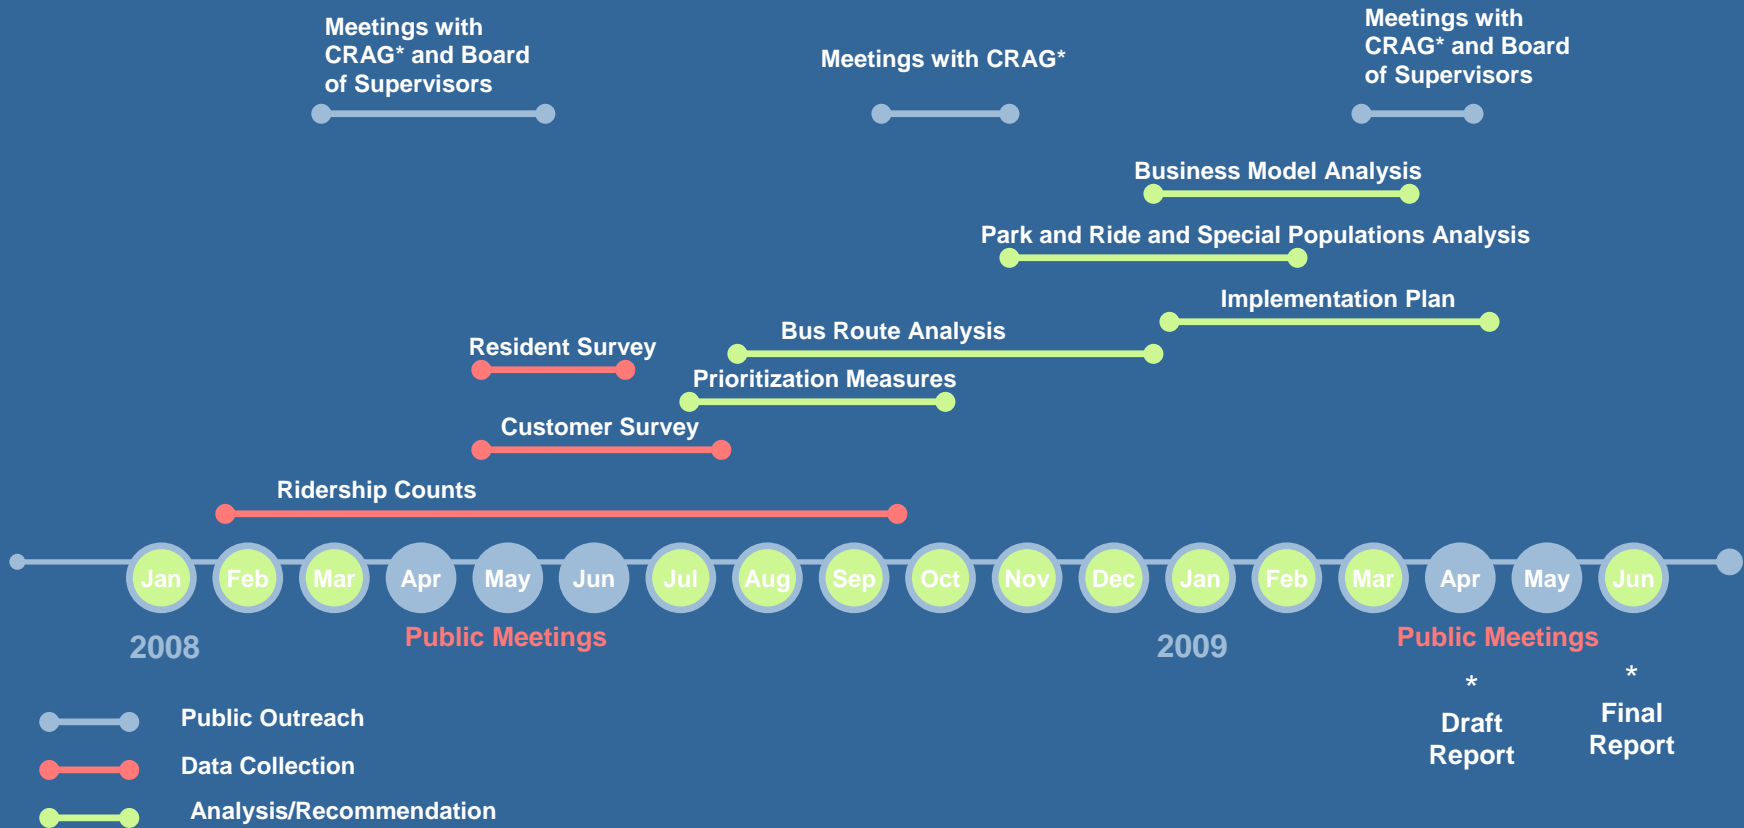 Meetings with
CRAG* and Board
of Supervisors
Meetings with CRAG*
Meetings with
CRAG* and Board
of Supervisors
Business Model Analysis
Park and Ride and Special Populations Analysis
Implementation Plan
Bus Route Analysis
Resident Survey
Prioritization Measures
Customer Survey
Ridership Counts
Jan Feb Mar Apr May Jun Jul Aug Sep Oct Nov Dec Jan Feb Mar Apr May Jun
2008
Public Meetings
2009
Public Meetings
*
Draft
Report
*
Final
Report
Public Outreach
Data Collection
Analysis/Recommendation